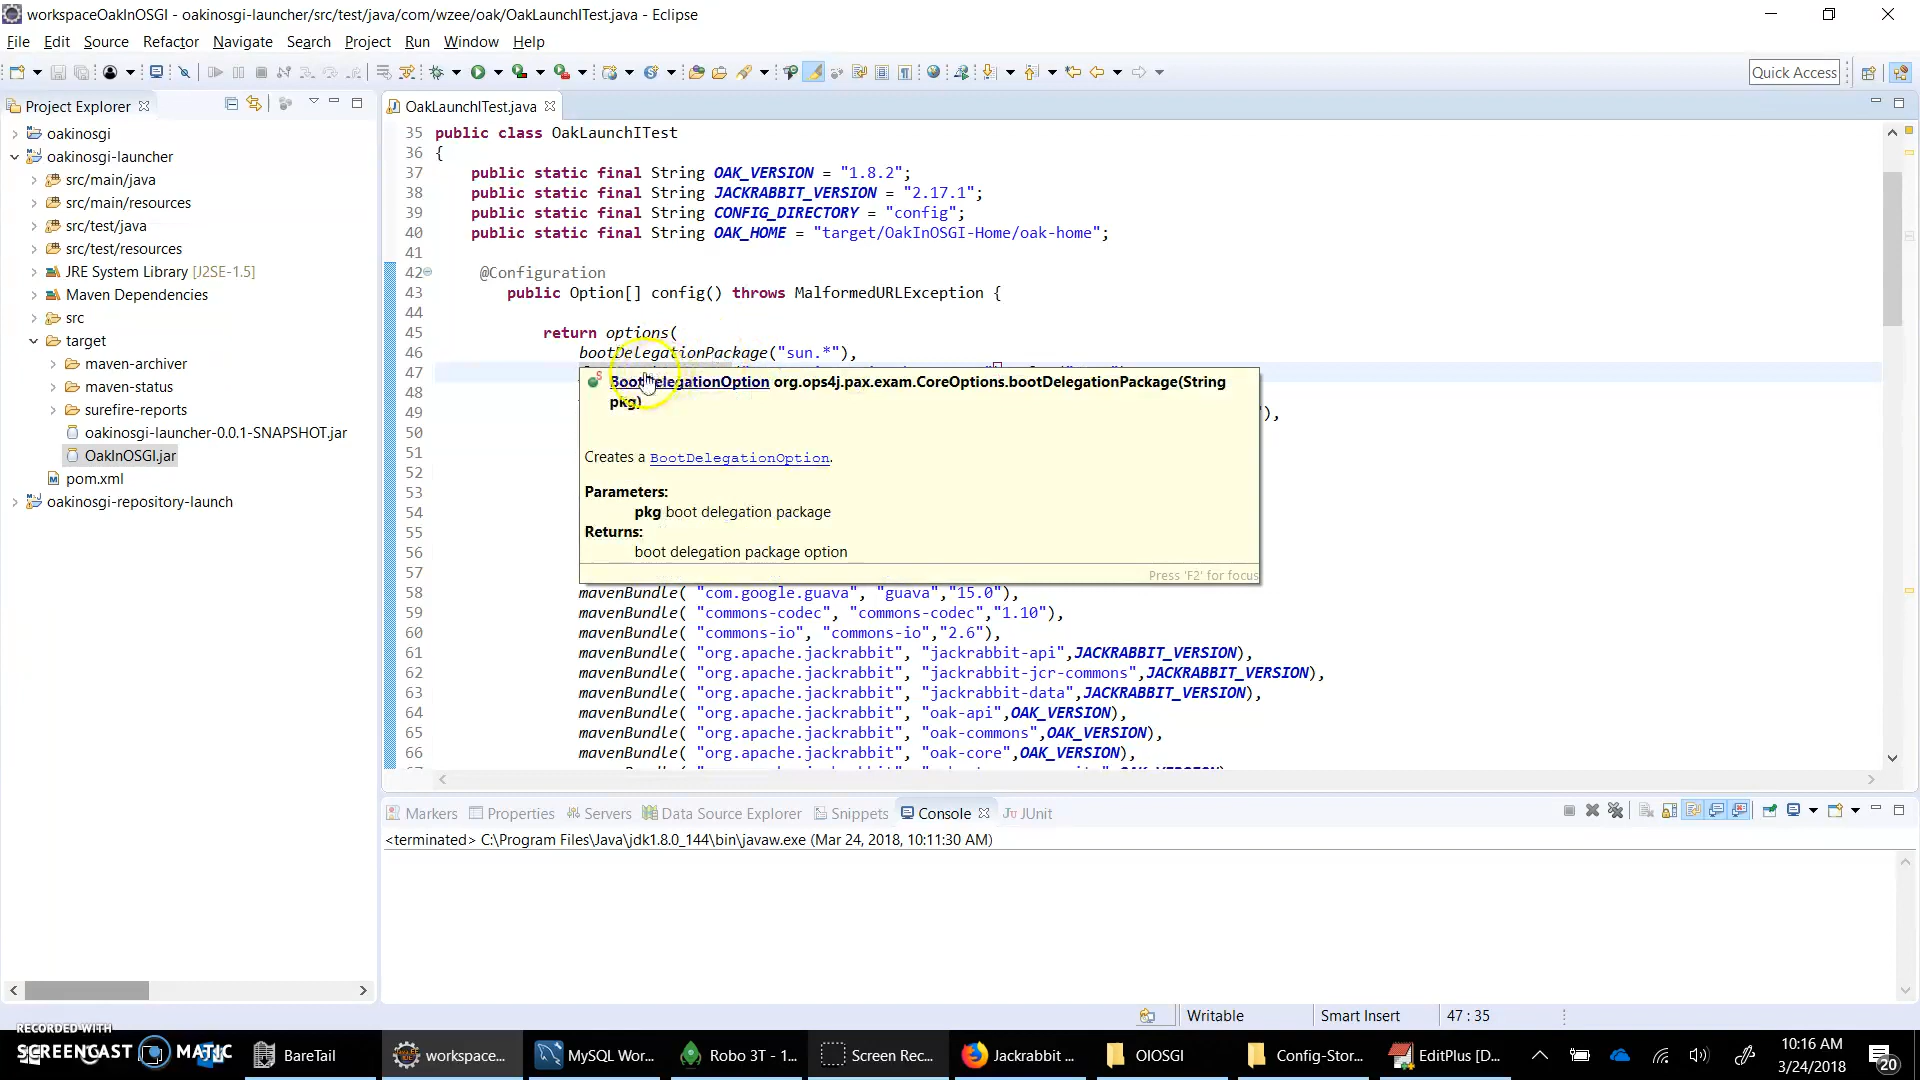 workspaceOakInOSGI - oakinosgi-launcher/src/test/java/com/wzee/oak/OakLaunchITest.java - Eclipse
File Edit Source Refactor Navigate Search Project Run Window Help
Quick Access
Project Explorer
oakinosgi
oakinosgi-launcher
src/main/java
src/main/resources
src/test/java
src/test/resources
JRE System Library [J2SE-1.5]
Maven Dependencies
src
target
maven-archiver
maven-status
surefire-reports
oakinosgi-launcher-0.0.1-SNAPSHOT.jar
OakInOSGI.jar
pom.xml
oakinosgi-repository-launch
OakLaunchITest.java
35 public class OakLaunchITest
36 {
37 public static final String OAK_VERSION = "1.8.2";
38 public static final String JACKRABBIT_VERSION = "2.17.1";
39 public static final String CONFIG_DIRECTORY = "config";
40 public static final String OAK_HOME = "target/OakInOSGI-Home/oak-home";
41
42 @Configuration
43 public Option[] config() throws MalformedURLException {
44
45 return options(
46 bootDelegationPackage("sun.*"),
47
48
49 "),
50
51
52
53
54
55
56
57
BootDelegationOption org.ops4j.pax.exam.CoreOptions.bootDelegationPackage(String
pkg)
Creates a BootDelegationOption.
Parameters:
pkg boot delegation package
Returns:
boot delegation package option
Press 'F2' for focus
58 mavenBundle( "com.google.guava", "guava","15.0"),
59 mavenBundle( "commons-codec", "commons-codec","1.10"),
60 mavenBundle( "commons-io", "commons-io","2.6"),
61 mavenBundle( "org.apache.jackrabbit", "jackrabbit-api",JACKRABBIT_VERSION),
62 mavenBundle( "org.apache.jackrabbit", "jackrabbit-jcr-commons",JACKRABBIT_VERSION),
63 mavenBundle( "org.apache.jackrabbit", "jackrabbit-data",JACKRABBIT_VERSION),
64 mavenBundle( "org.apache.jackrabbit", "oak-api",OAK_VERSION),
65 mavenBundle( "org.apache.jackrabbit", "oak-commons",OAK_VERSION),
66 mavenBundle( "org.apache.jackrabbit", "oak-core",OAK_VERSION),
Markers Properties Servers Data Source Explorer Snippets Console JUnit
<terminated> C:\Program Files\Java\jdk1.8.0_144\bin\javaw.exe (Mar 24, 2018, 10:11:30 AM)
Writable Smart Insert 47 : 35
RECORDED WITH
SCREENCAST MATIC
BareTail workspace... MySQL Wor... Robo 3T - 1... Screen Rec... Jackrabbit ... OIOSGI Config-Stor... EditPlus [D...
10:16 AM
3/24/2018
20